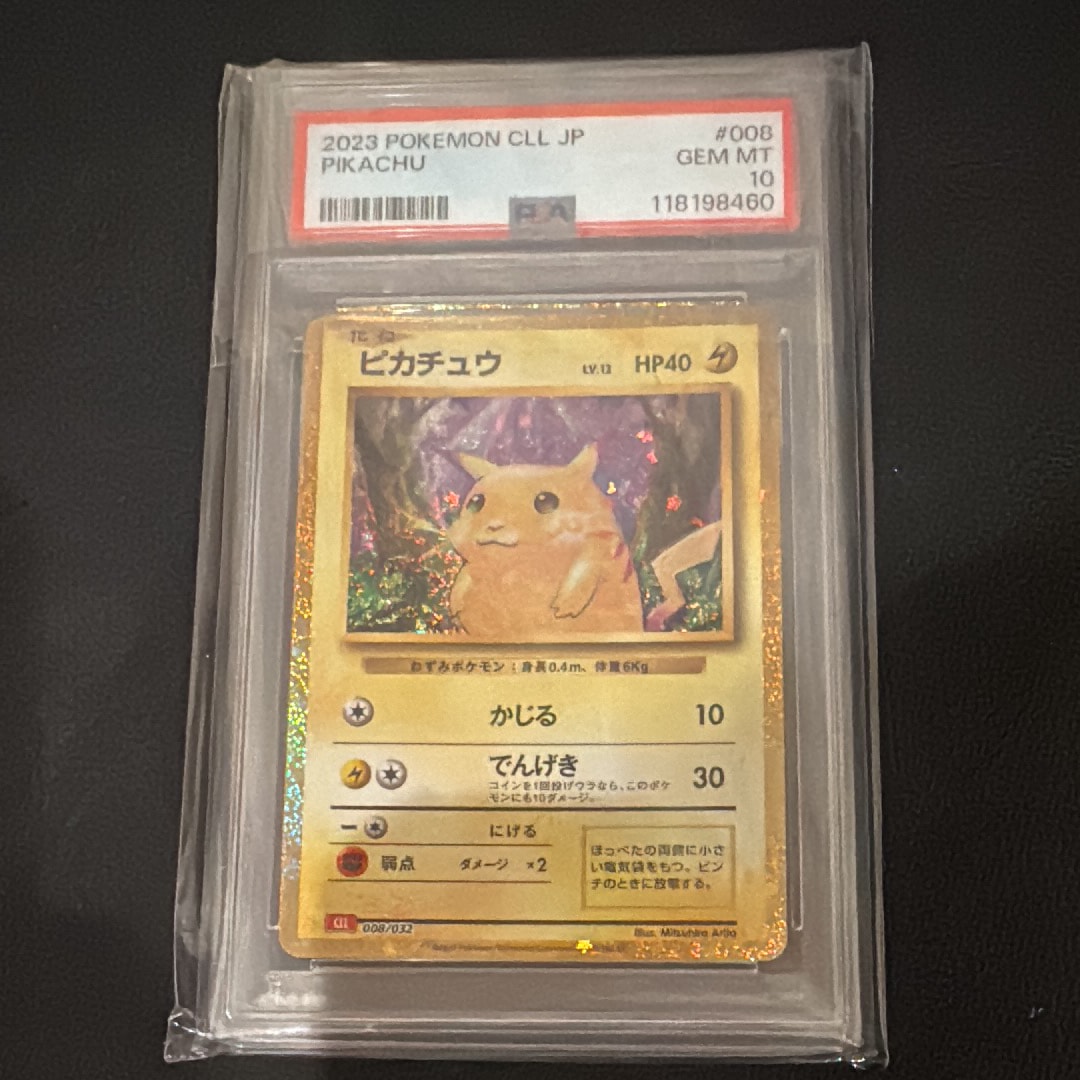 2023 POKEMON CLL JP #008
PIKACHU GEM MT
10
PSA 118198460
ピカチュウ LV.12 HP40
ねずみポケモン:身長0.4m、体重6Kg
かじる 10
でんげき 30
コインを1回投げウラなら、このポケ
モンにも10ダメージ。
にげる
弱点 ダメージ ×2
ほっぺたの両側に小さ
い電気袋をもつ。ピン
チのときに放電する。
CLL 008/032
Illus. Mitsuhiro Arita